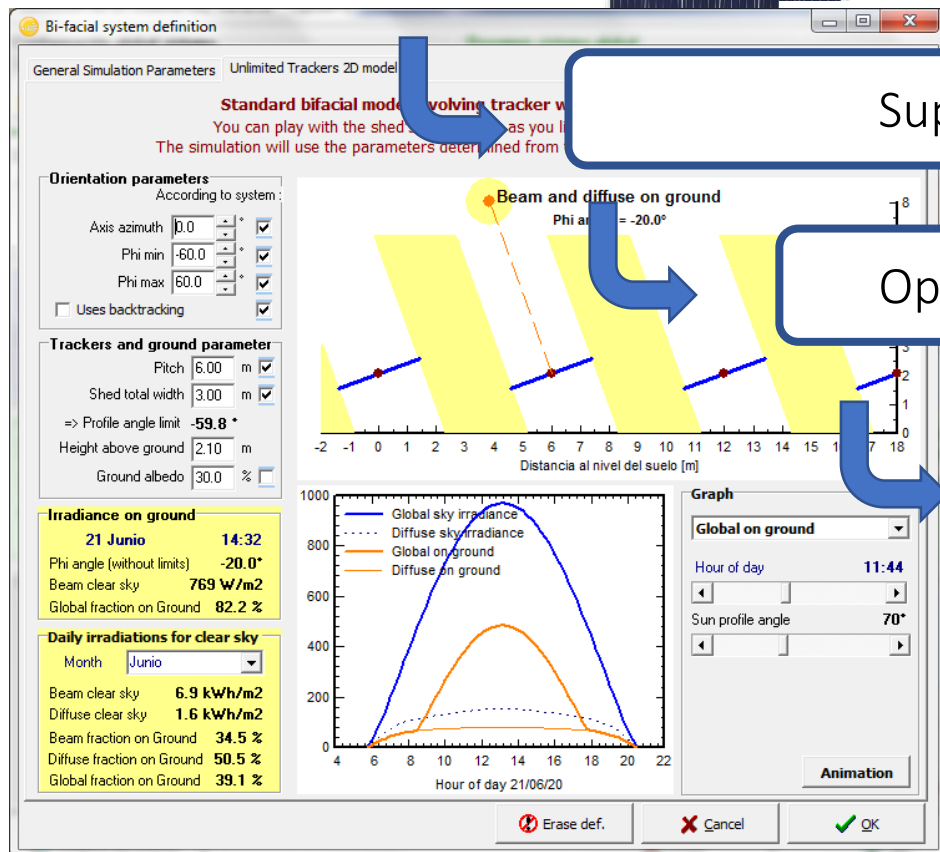 Bi-facial system definition
General Simulation Parameters
Unlimited Trackers 2D model
Standard bifacial mode
volving tracker w
You can play with the shed
as you li
The simulation will use the parameters deter
ined from
Sup
Op
Orientation parameters
According to system :
Axis azimuth 0.0 °
Phi min -60.0 °
Phi max 60.0 °
Uses backtracking
Trackers and ground parameter
Pitch 6.00 m
Shed total width 3.00 m
=> Profile angle limit -59.8 °
Height above ground 2.10 m
Ground albedo 30.0 %
Beam and diffuse on ground
Phi an = -20.0º
8
3
2
1
0
-2 -1 0 1 2 3 4 5 6 7 8 9 10 11 12 13 14 15 16 17 18
Distancia al nivel del suelo [m]
Irradiance on ground
21 Junio 14:32
Phi angle (without limits) -20.0°
Beam clear sky 769 W/m2
Global fraction on Ground 82.2 %
Daily irradiations for clear sky
Month Junio
Beam clear sky 6.9 kWh/m2
Diffuse clear sky 1.6 kWh/m2
Beam fraction on Ground 34.5 %
Diffuse fraction on Ground 50.5 %
Global fraction on Ground 39.1 %
1000
800
600
400
200
0
Global sky irradiance
Diffuse sky irradiance
Global on ground
Diffuse on ground
4 6 8 10 12 14 16 18 20 22
Hour of day 21/06/20
Graph
Global on ground
Hour of day 11:44
Sun profile angle 70°
Animation
Erase def.
Cancel
OK